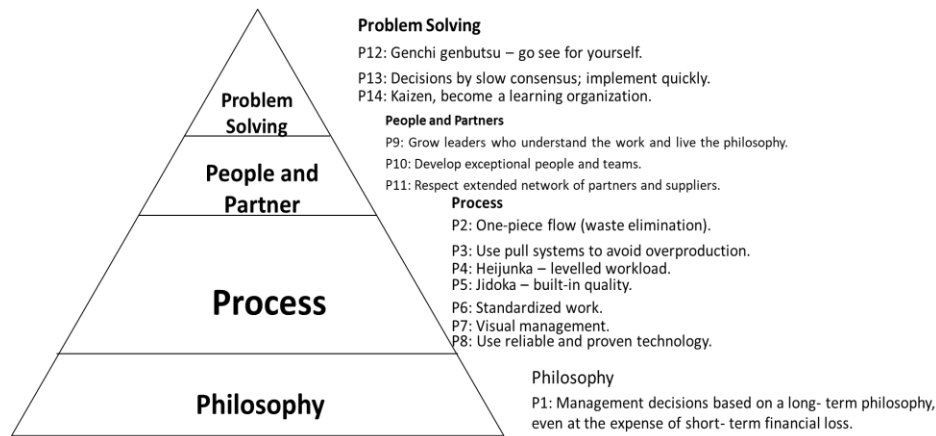 Problem Solving
P12: Genchi genbutsu – go see for yourself.
P13: Decisions by slow consensus; implement quickly.
P14: Kaizen, become a learning organization.
Problem
Solving
People and Partners
P9: Grow leaders who understand the work and live the philosophy.
P10: Develop exceptional people and teams.
P11: Respect extended network of partners and suppliers.
People and
Partner
Process
P2: One-piece flow (waste elimination).
P3: Use pull systems to avoid overproduction.
P4: Heijunka – levelled workload.
P5: Jidoka – built-in quality.
P6: Standardized work.
P7: Visual management.
P8: Use reliable and proven technology.
Process
Philosophy
P1: Management decisions based on a long- term philosophy,
even at the expense of short- term financial loss.
Philosophy